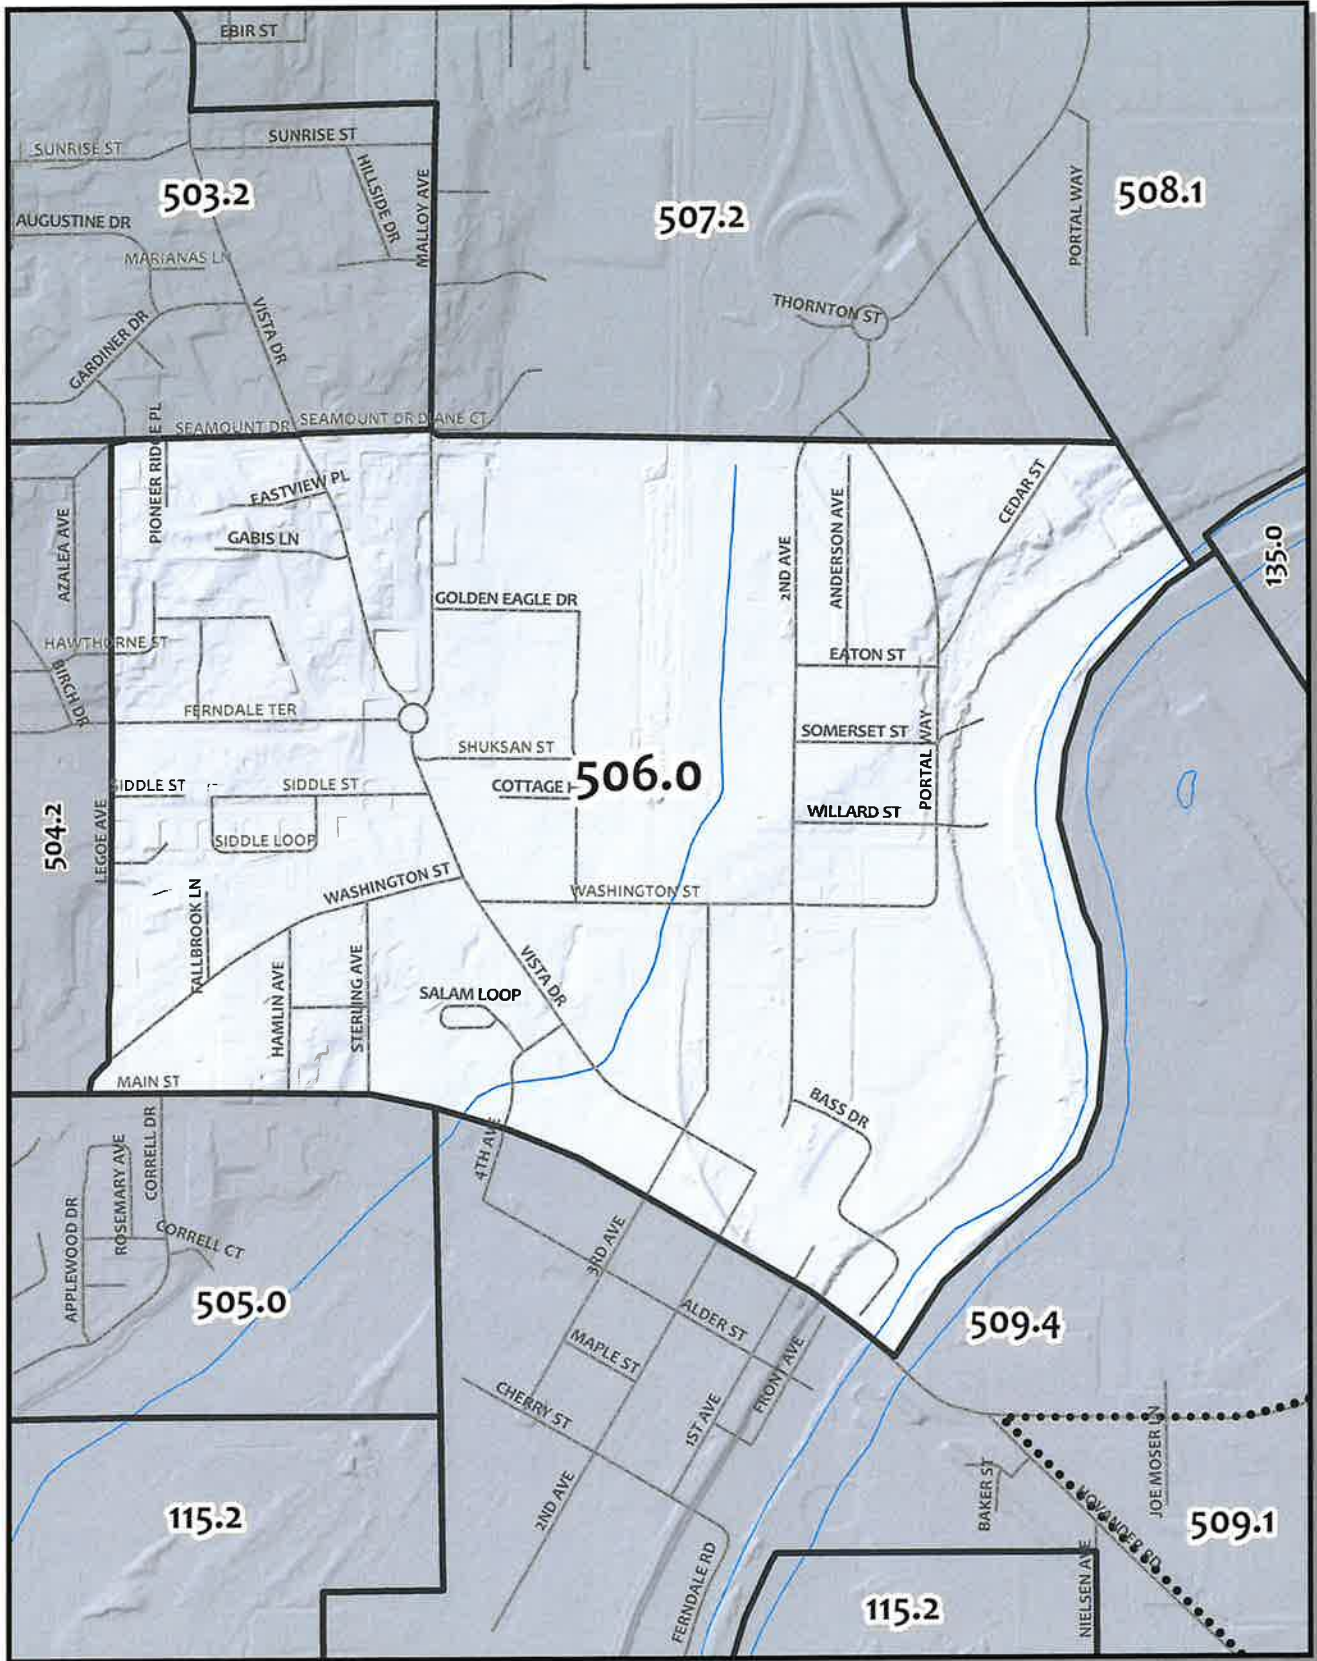 EBIR ST
SUNRISE ST
SUNRISE ST
HILLSIDE DR
MALLOY AVE
503.2
507.2
508.1
PORTAL WAY
AUGUSTINE DR
MARIANAS LN
VISTA DR
GARDINER DR
THORNTON ST
SEAMOUNT DR
SEAMOUNT DR
DIANE CT
PIONEER RIDGE PL
EASTVIEW PL
GABIS LN
AZALEA AVE
CEDAR ST
2ND AVE
ANDERSON AVE
135.0
GOLDEN EAGLE DR
HAWTHORNE ST
BIRCH DR
EATON ST
FERNDALE TER
SHUKSAN ST
SOMERSET ST
PORTAL WAY
506.0
SIDDLE ST
SIDDLE ST
COTTAGE
WILLARD ST
504.2
LEGOE AVE
SIDDLE LOOP
WASHINGTON ST
WASHINGTON ST
FALLBROOK LN
HAMLIN AVE
STERLING AVE
SALAM LOOP
VISTA DR
MAIN ST
BASS DR
4TH AVE
CORRELL DR
ROSEMARY AVE
APPLEWOOD DR
CORRELL CT
505.0
3RD AVE
ALDER ST
MAPLE ST
CHERRY ST
FRONT AVE
1ST AVE
2ND AVE
509.4
JOE MOSER LN
BAKER ST
HOVANDER RD
509.1
115.2
NIELSEN AVE
FERNDALE RD
115.2